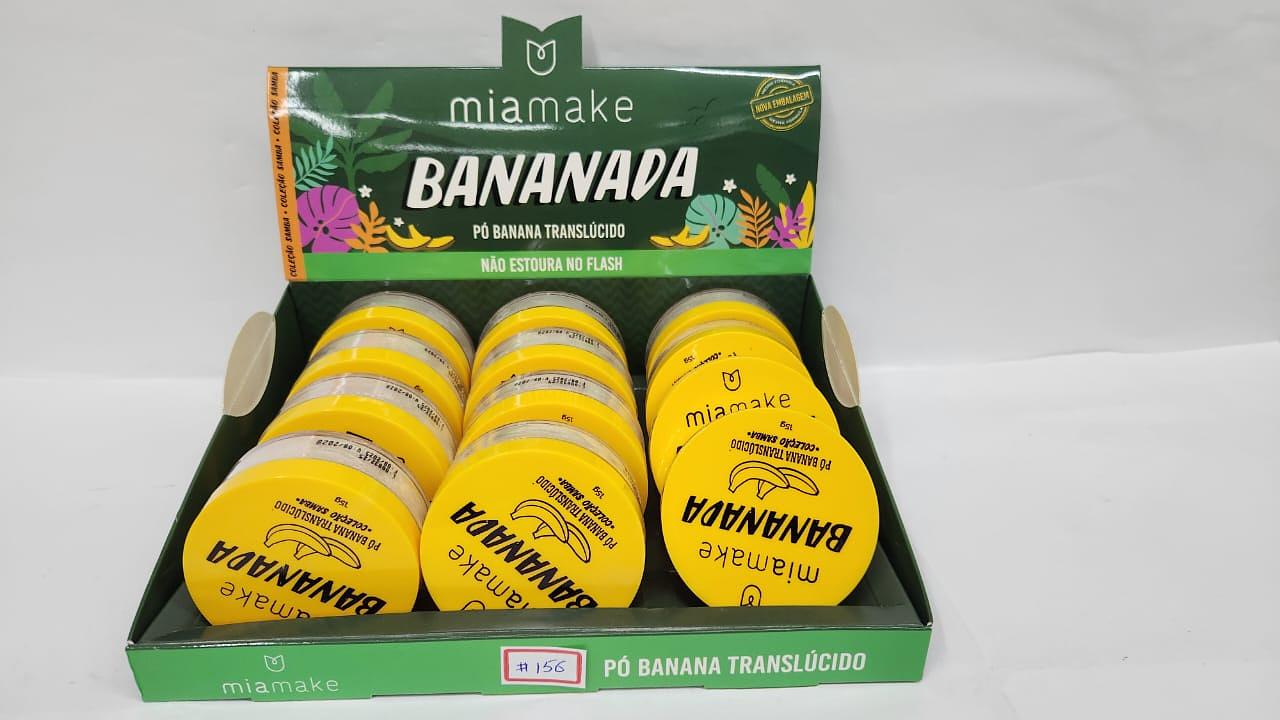 miamake
NOVA EMBALAGEM
COLEÇÃO SAMBA • COLEÇÃO SAMBA • COLEÇÃO SAMBA
BANANADA
PÓ BANANA TRANSLÚCIDO
NÃO ESTOURA NO FLASH
15g
miamake
15g
miamake
BANANADA
PÓ BANANA TRANSLÚCIDO
•COLEÇÃO SAMBA•
15g
miamake
BANANADA
PÓ BANANA TRANSLÚCIDO
•COLEÇÃO SAMBA•
15g
miamake
BANANADA
PÓ BANANA TRANSLÚCIDO
•COLEÇÃO SAMBA•
15g
miamake
#156
PÓ BANANA TRANSLÚCIDO